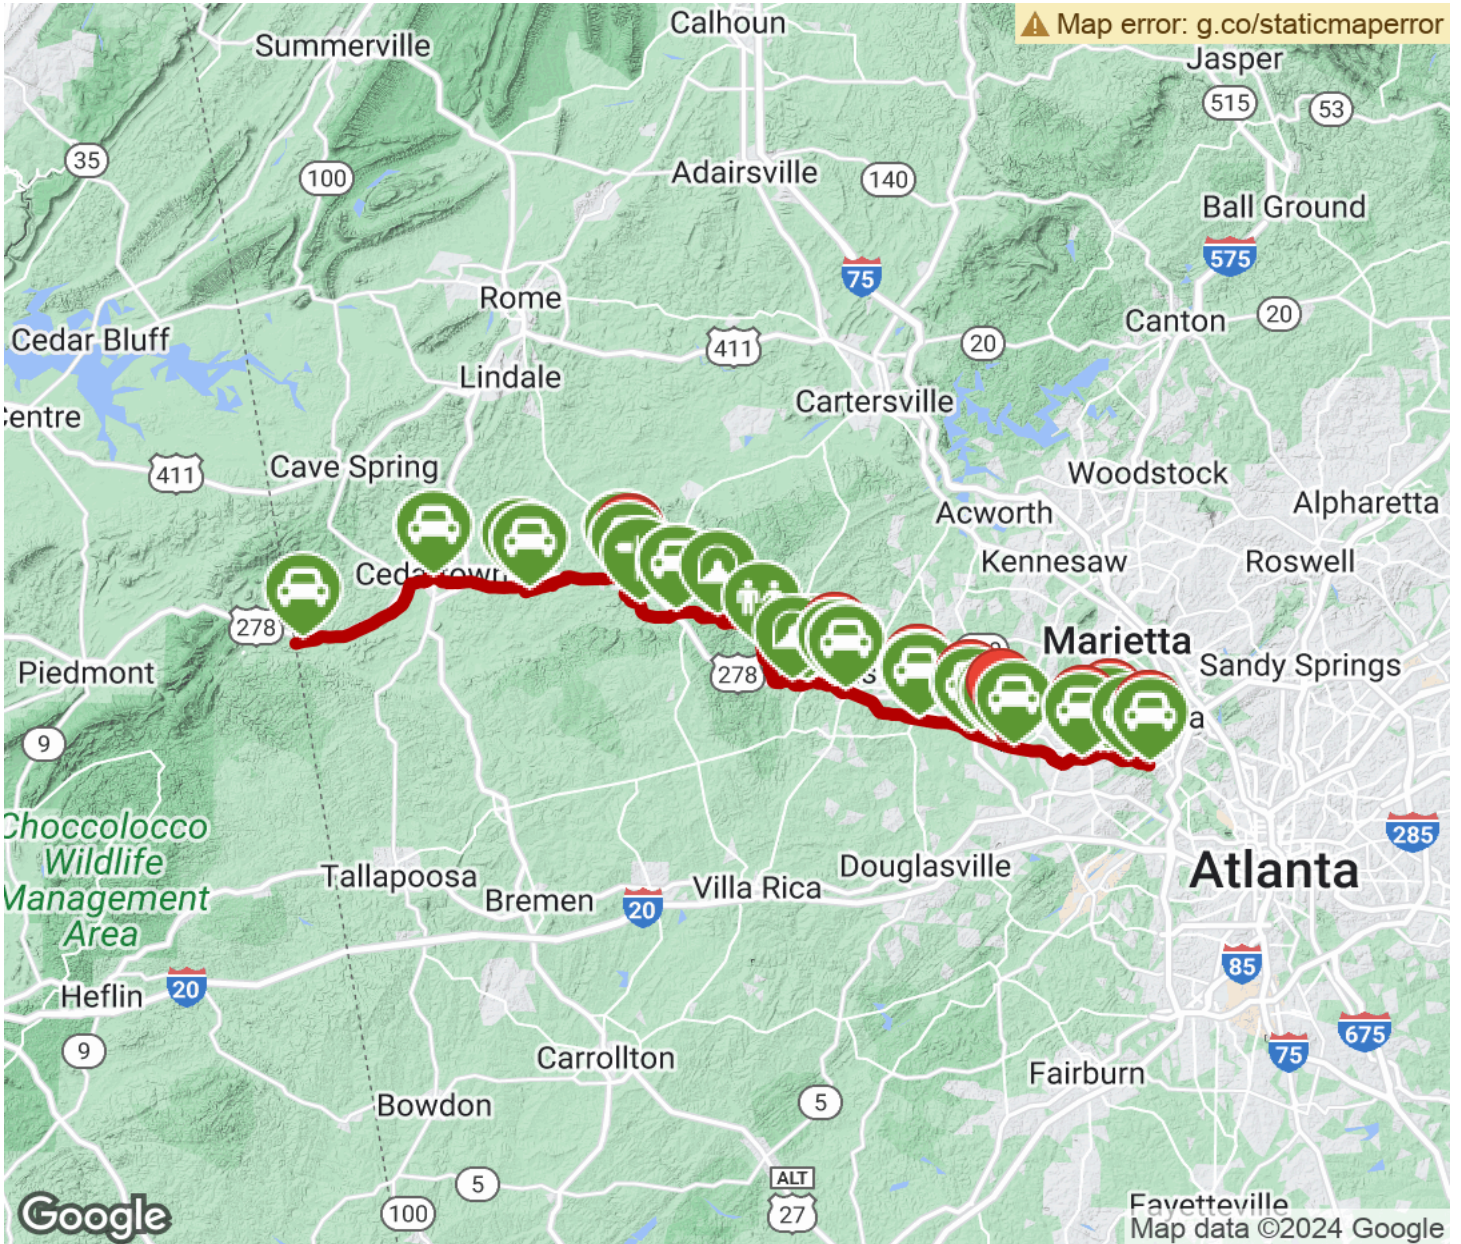 Calhoun
Map error: g.co/staticmaperror
Summerville
Jasper
515
53
35
100
Adairsville
140
Ball Ground
575
75
Rome
Cedar Bluff
20
Canton
411
20
Lindale
Cartersville
Centre
Cave Spring
411
Woodstock
Alpharetta
Acworth
Kennesaw
Roswell
278
Marietta
Piedmont
278
Sandy Springs
9
Choccolocco
Wildlife
Management
Area
285
Tallapoosa
Bremen
20
Villa Rica
Douglasville
Atlanta
85
Heflin
20
675
9
Carrollton
75
Fairburn
Bowdon
5
5
ALT
27
100
Fayetteville
Google
Map data ©2024 Google